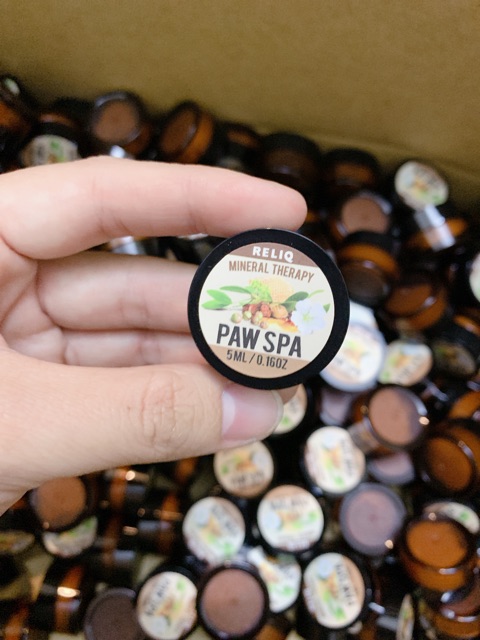 RELIQ
MINERAL THERAPY
PAW SPA
5ML / 0.16OZ